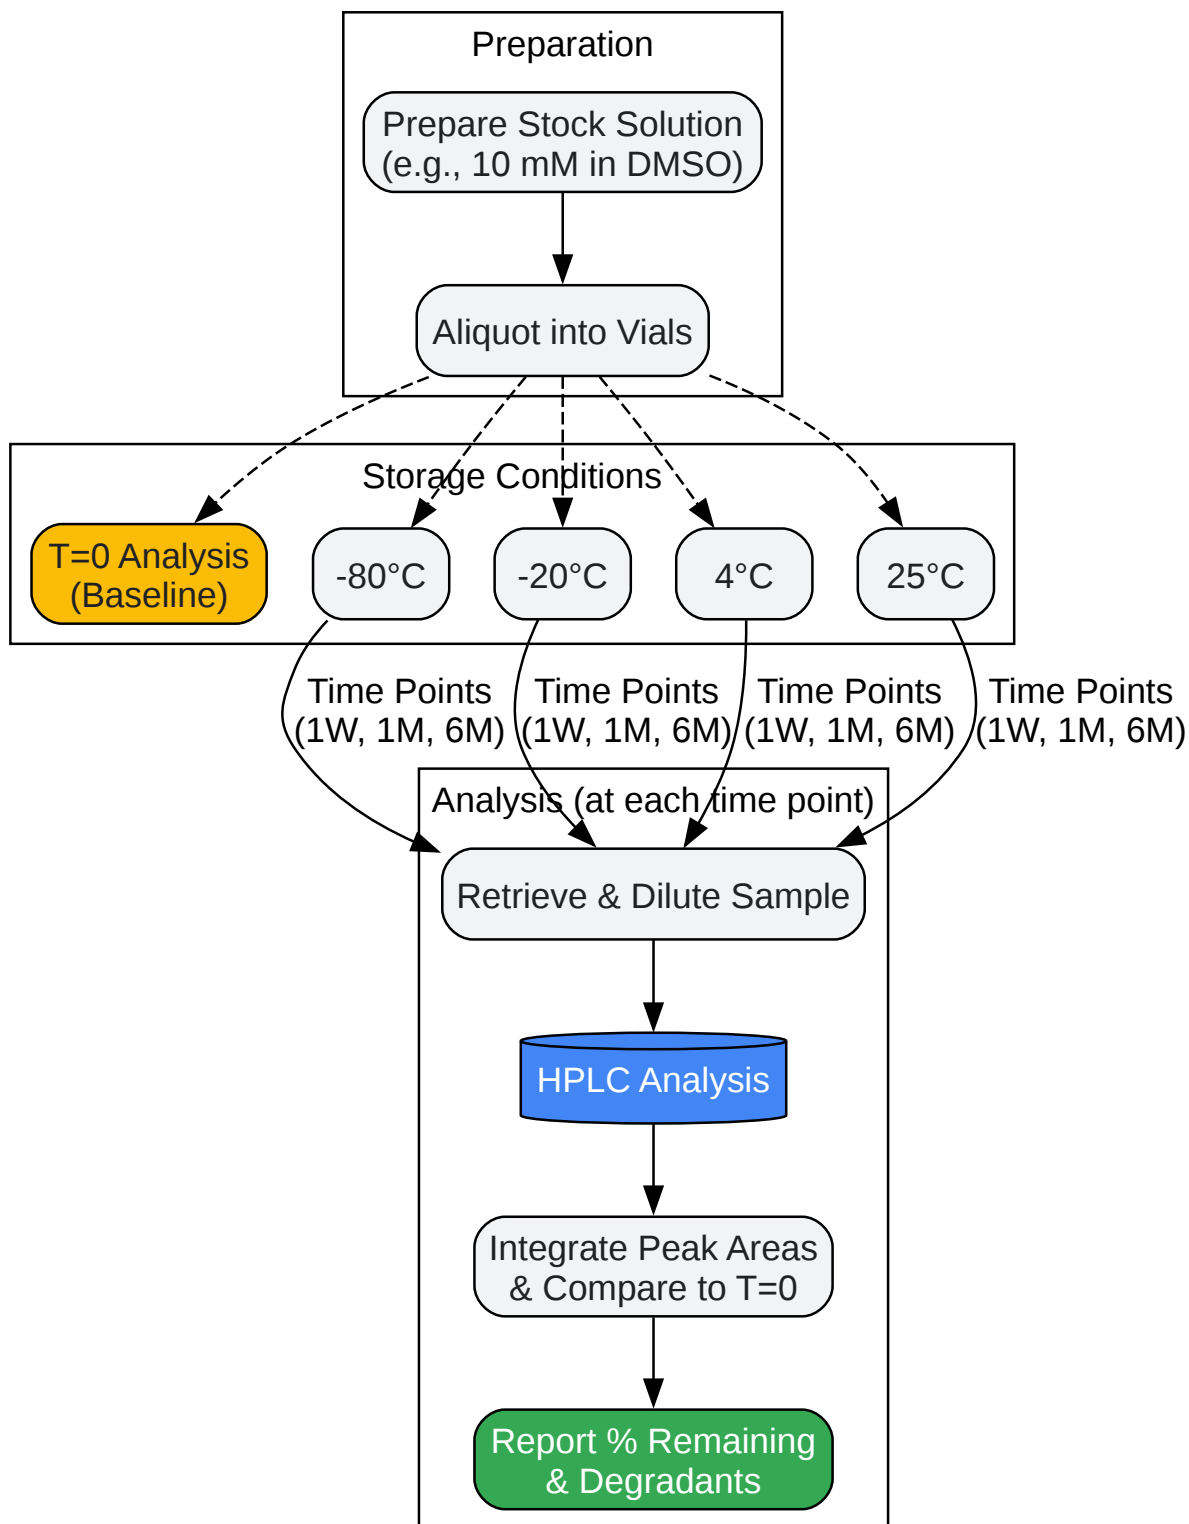 Preparation
Prepare Stock Solution
(e.g., 10 mM in DMSO)
Aliquot into Vials
Storage Conditions
T=0 Analysis
(Baseline)
-80°C
-20°C
4°C
25°C
Time Points
(1W, 1M, 6M)
Time Points
(1W, 1M, 6M)
Time Points
(1W, 1M, 6M)
Time Points
(1W, 1M, 6M)
Analysis (at each time point)
Retrieve & Dilute Sample
HPLC Analysis
Integrate Peak Areas
& Compare to T=0
Report % Remaining
& Degradants